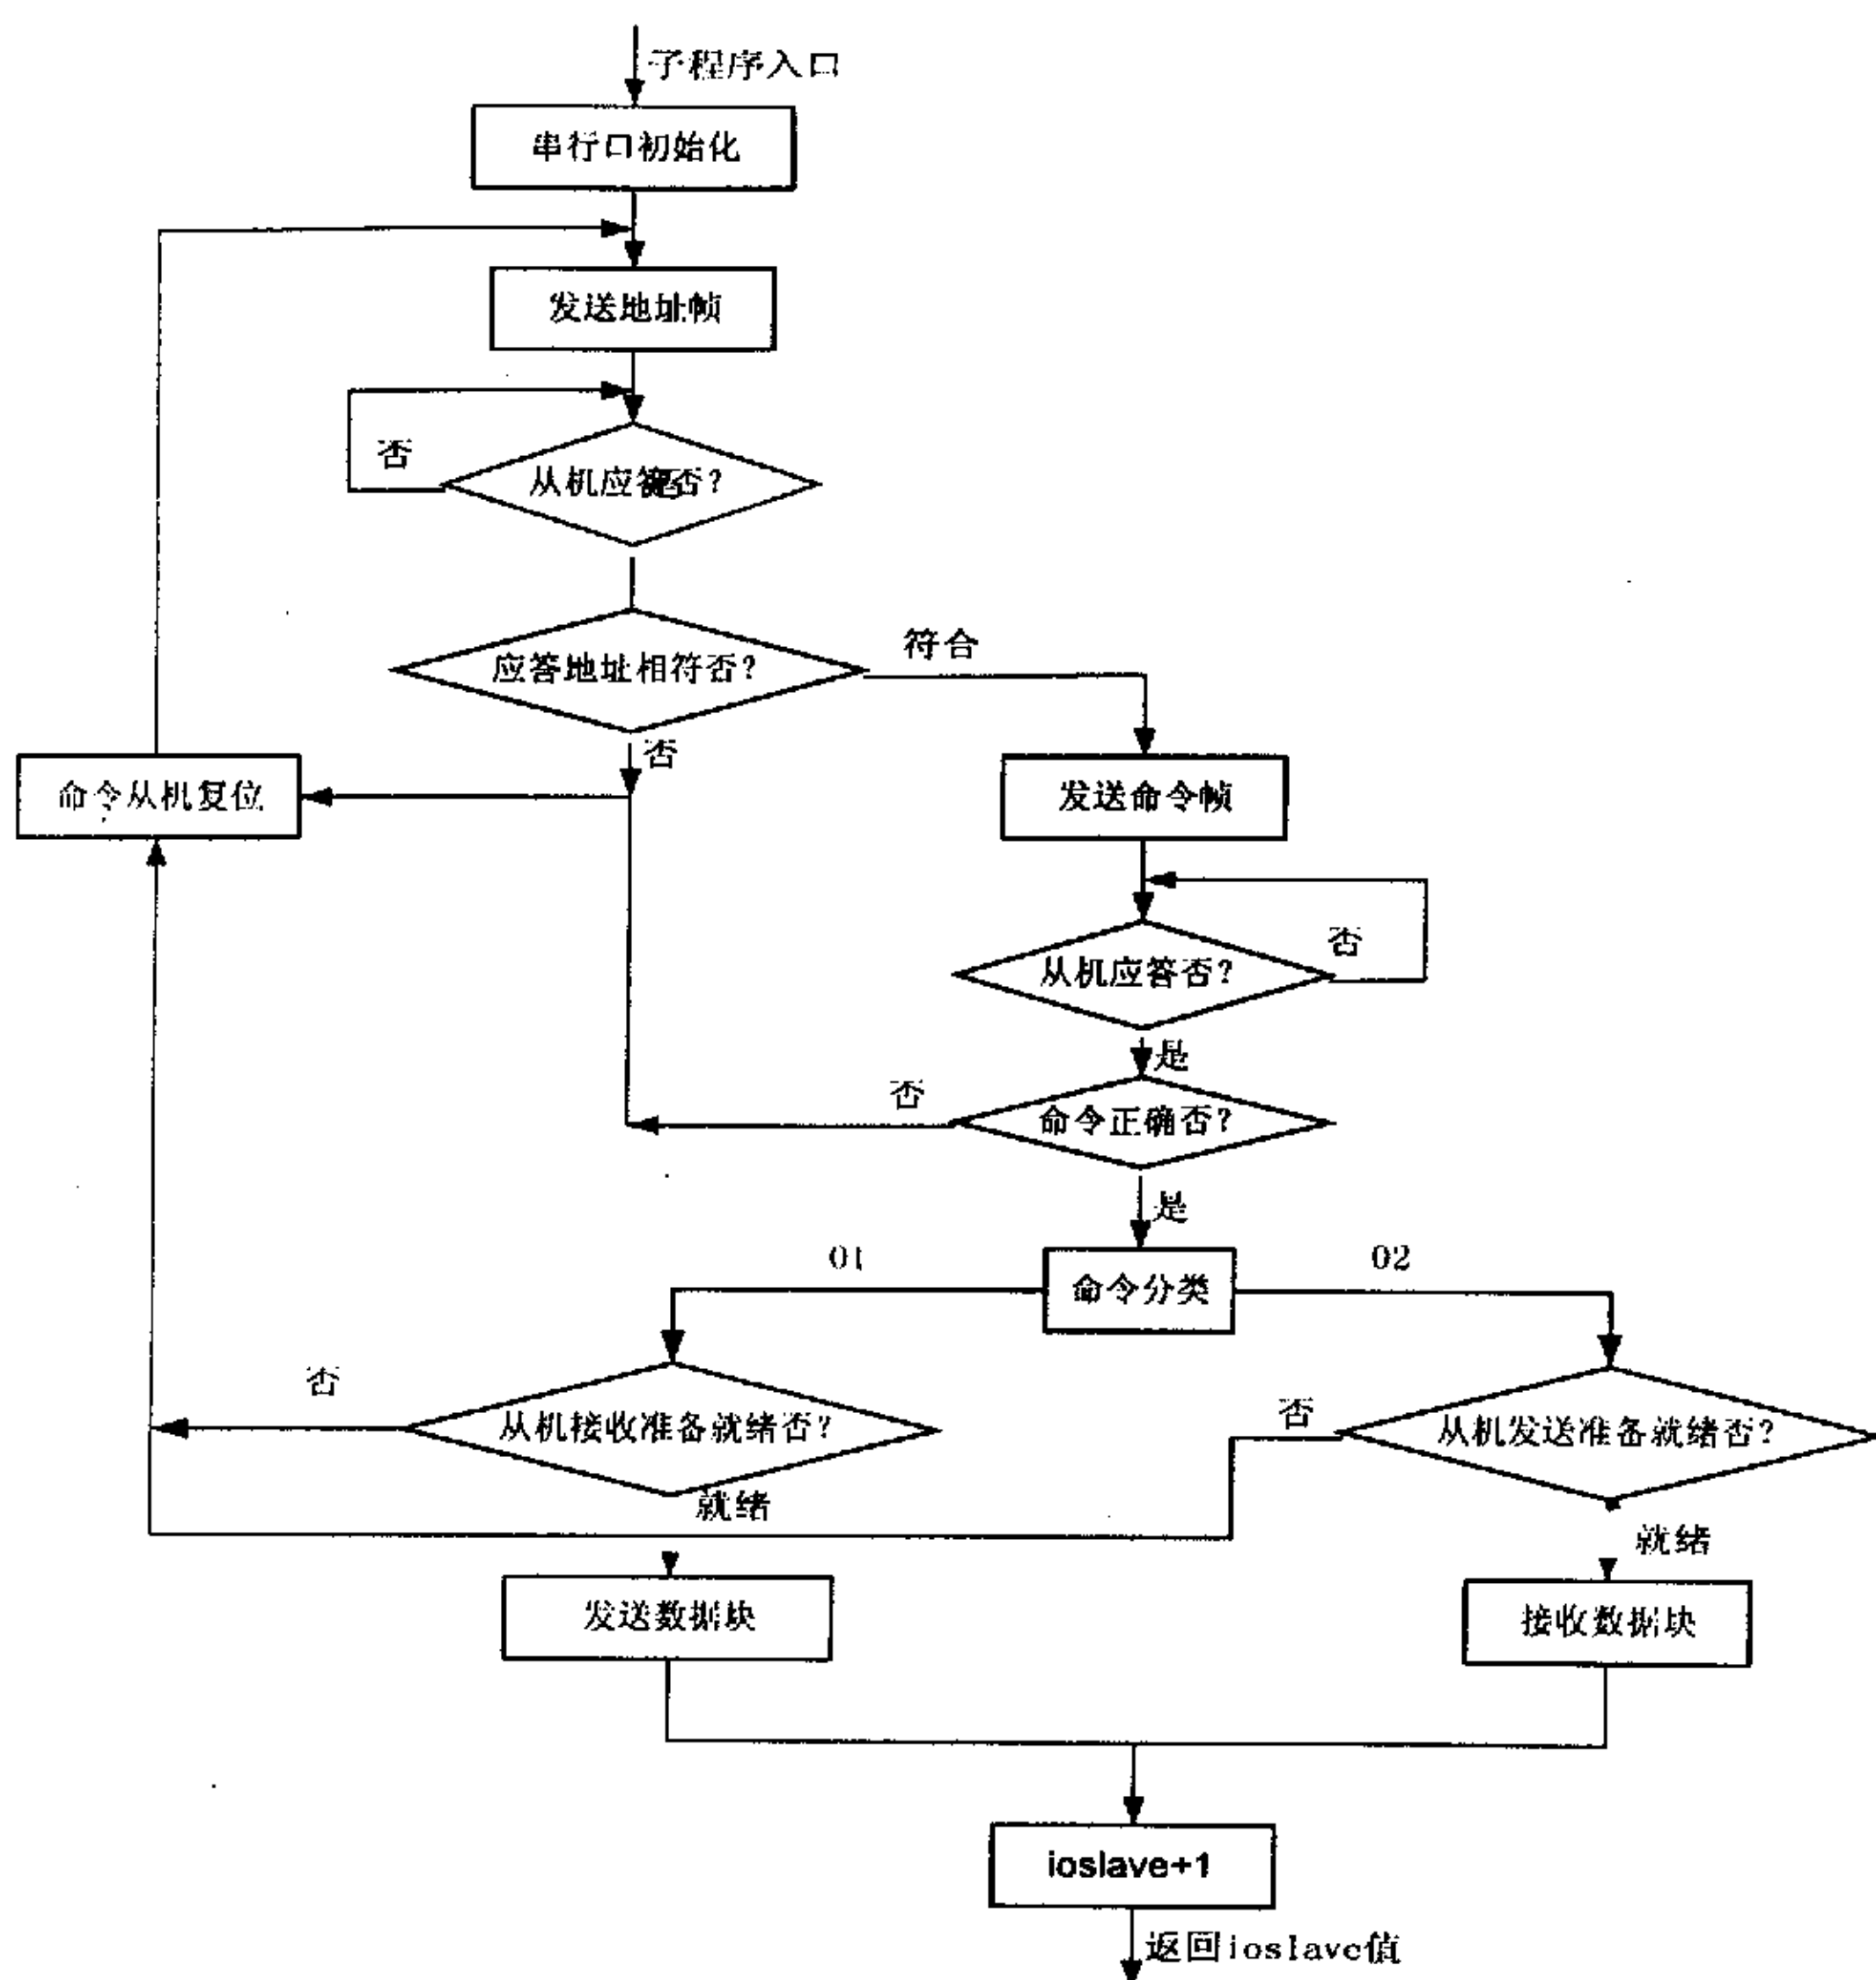 子程序入口
串行口初始化
发送地址帧
否
从机应答否?
应答地址相符否?
符合
否
命令从机复位
发送命令帧
否
从机应答否?
是
否
命令正确否?
是
01
02
命令分类
否
从机接收准备就绪否?
否
从机发送准备就绪否?
就绪
就绪
发送数据块
接收数据块
ioslave+1
返回ioslave值